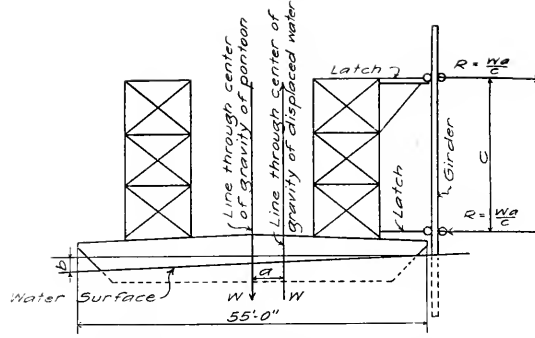 Line through center
of gravity of pontoon
Line through center of
gravity of displaced water
Latch
R = Wa/c
c
Girder
Latch
R = Wa/c
b
a
Water Surface
W W
55'-0"